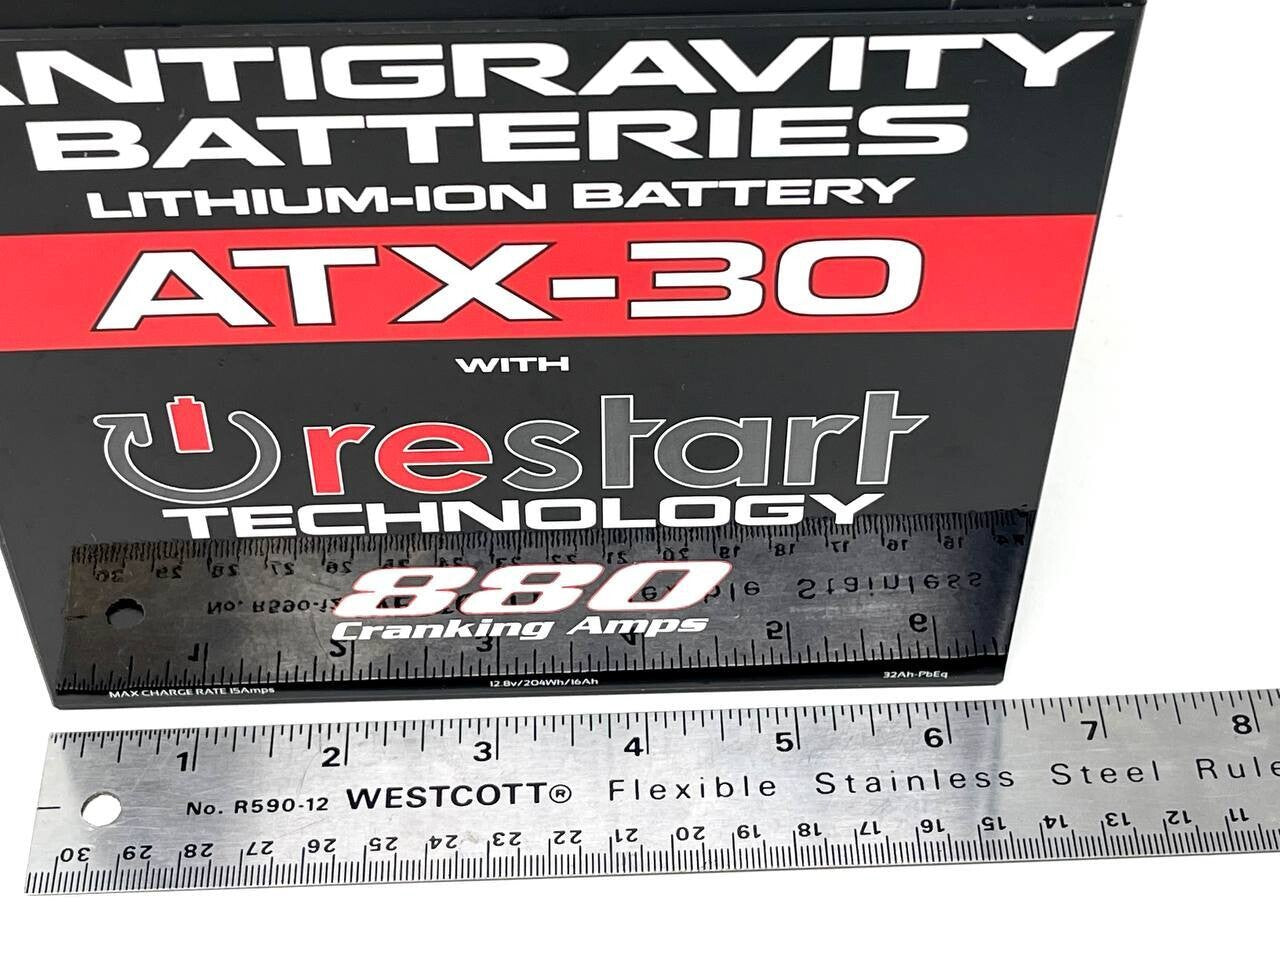 ANTIGRAVITY
BATTERIES
LITHIUM-ION BATTERY
ATX-30
WITH
restart
TECHNOLOGY
880
Cranking Amps
MAX CHARGE RATE 15Amps
12.8v/204Wh/16Ah
32Ah-PbEq
1 2 3 4 5 6 7 8
No. R590-12 WESTCOTT® Flexible Stainless Steel Rule
30 29 28 27 26 25 24 23 22 21 20 19 18 17 16 15 14 13 12 11